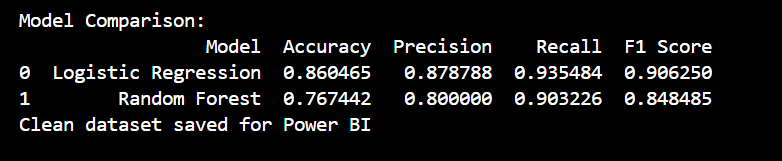 Model Comparison:
Model Accuracy Precision Recall F1 Score
0 Logistic Regression 0.860465 0.878788 0.935484 0.906250
1 Random Forest 0.767442 0.800000 0.903226 0.848485
Clean dataset saved for Power BI